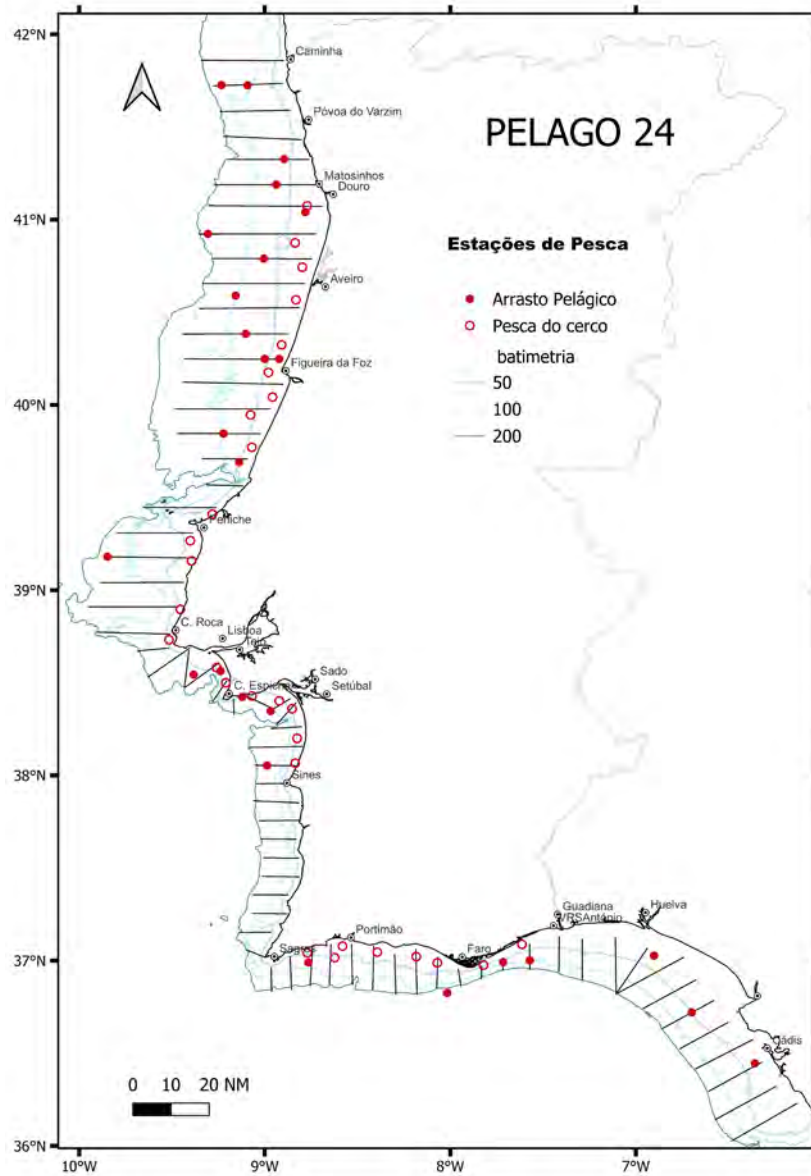 PELAGO 24
Estações de Pesca
Arrasto Pelágico
Pesca do cerco
batimetria
50
100
200
42°N
41°N
40°N
39°N
38°N
37°N
36°N
Caminha
Póvoa do Varzim
Matosinhos
Douro
Aveiro
Figueira da Foz
Peniche
C. Roca
Lisboa
Tejo
Sado
C. Espichel
Setúbal
Sines
Guadiana
VRSAntónio
Huelva
Portimão
Sagres
Faro
Cádis
0 10 20 NM
10°W
9°W
8°W
7°W